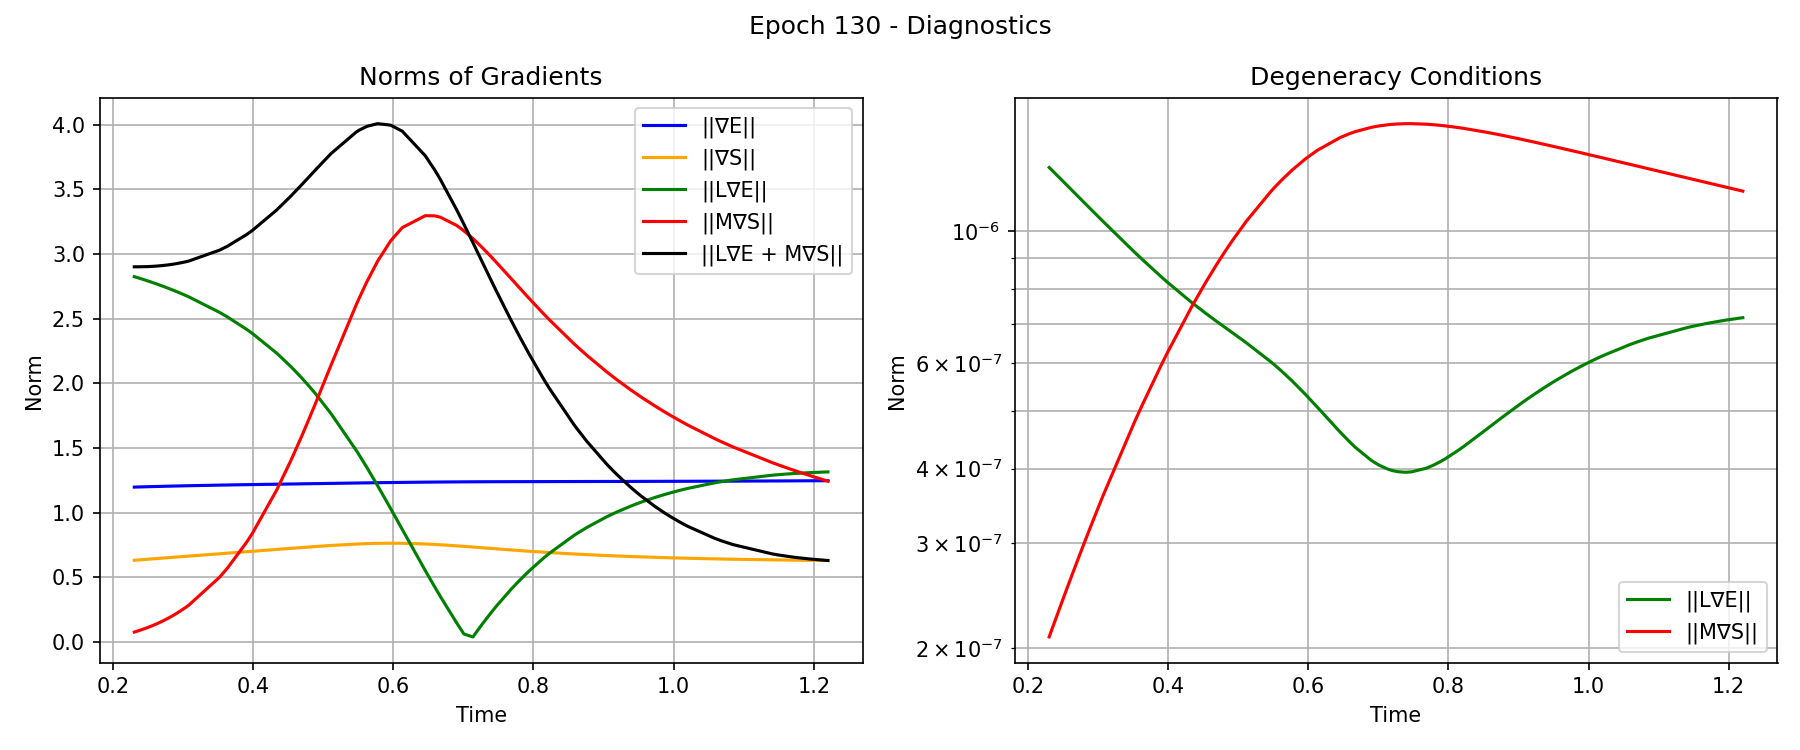 Epoch 130 - Diagnostics
Norms of Gradients
4.0
3.5
3.0
2.5
2.0
1.5
1.0
0.5
0.0
Norm
||∇E||
||∇S||
||L∇E||
||M∇S||
||L∇E + M∇S||
0.2
0.4
0.6
0.8
1.0
1.2
Time
Degeneracy Conditions
10⁻⁶
6 × 10⁻⁷
4 × 10⁻⁷
3 × 10⁻⁷
2 × 10⁻⁷
Norm
||L∇E||
||M∇S||
0.2
0.4
0.6
0.8
1.0
1.2
Time